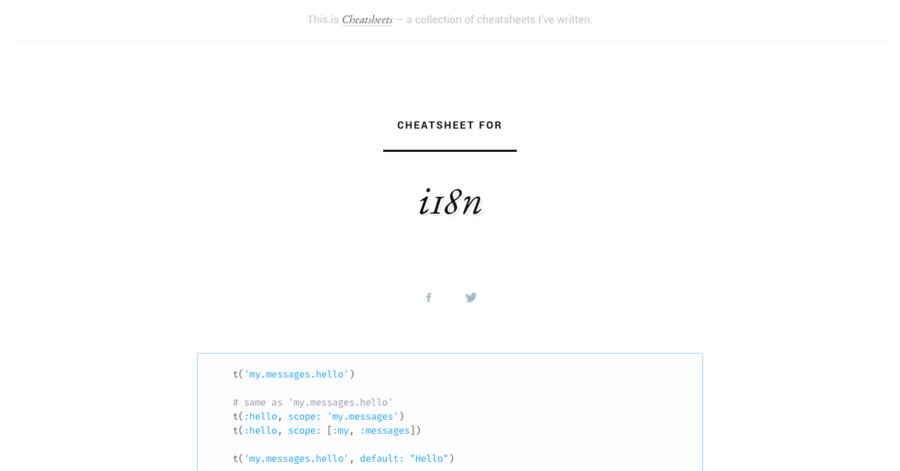 This is Cheatsheets — a collection of cheatsheets I've written.
CHEATSHEET FOR
i18n
t('my.messages.hello')
# same as 'my.messages.hello'
t(:hello, scope: 'my.messages')
t(:hello, scope: [:my, :messages])
t('my.messages.hello', default: "Hello")